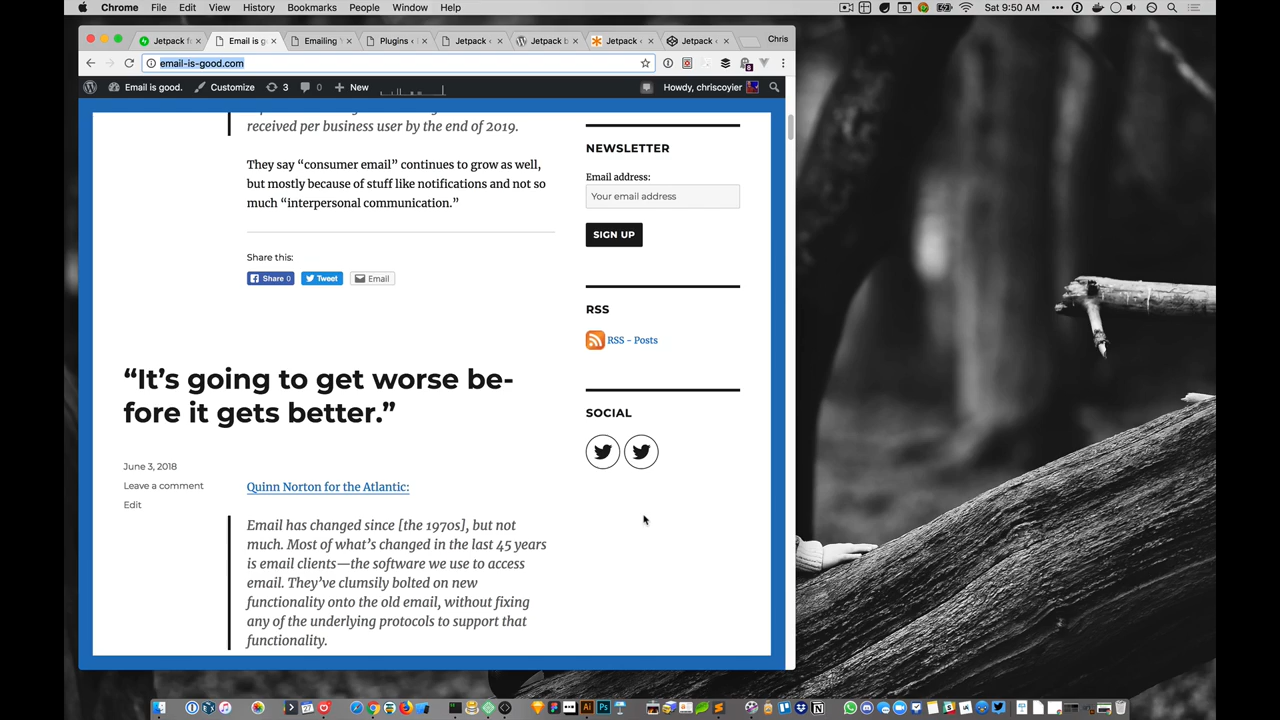 Chrome File Edit View History Bookmarks People Window Help
Sat 9:50 AM
Jetpack f
Email is g
Emailing
Plugins ‹
Jetpack
Jetpack b
Jetpack
Jetpack
Chris
email-is-good.com
Email is good. Customize 3 0 New
Howdy, chriscoyier
received per business user by the end of 2019.
They say “consumer email” continues to grow as well,
but mostly because of stuff like notifications and not so
much “interpersonal communication.”
Share this:
Share 0 Tweet Email
“It’s going to get worse be-
fore it gets better.”
June 3, 2018
Leave a comment
Edit
Quinn Norton for the Atlantic:
Email has changed since [the 1970s], but not
much. Most of what’s changed in the last 45 years
is email clients—the software we use to access
email. They’ve clumsily bolted on new
functionality onto the old email, without fixing
any of the underlying protocols to support that
functionality.
NEWSLETTER
Email address:
Your email address
SIGN UP
RSS
RSS - Posts
SOCIAL